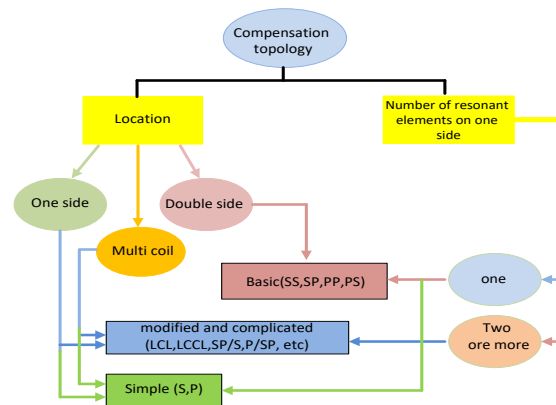 Compensation
topology
Location
Number of resonant
elements on one
side
One side
Double side
Multi coil
Basic(SS,SP,PP,PS)
one
modified and complicated
(LCL,LCCL,SP/S,P/SP, etc)
Two
ore more
Simple (S,P)